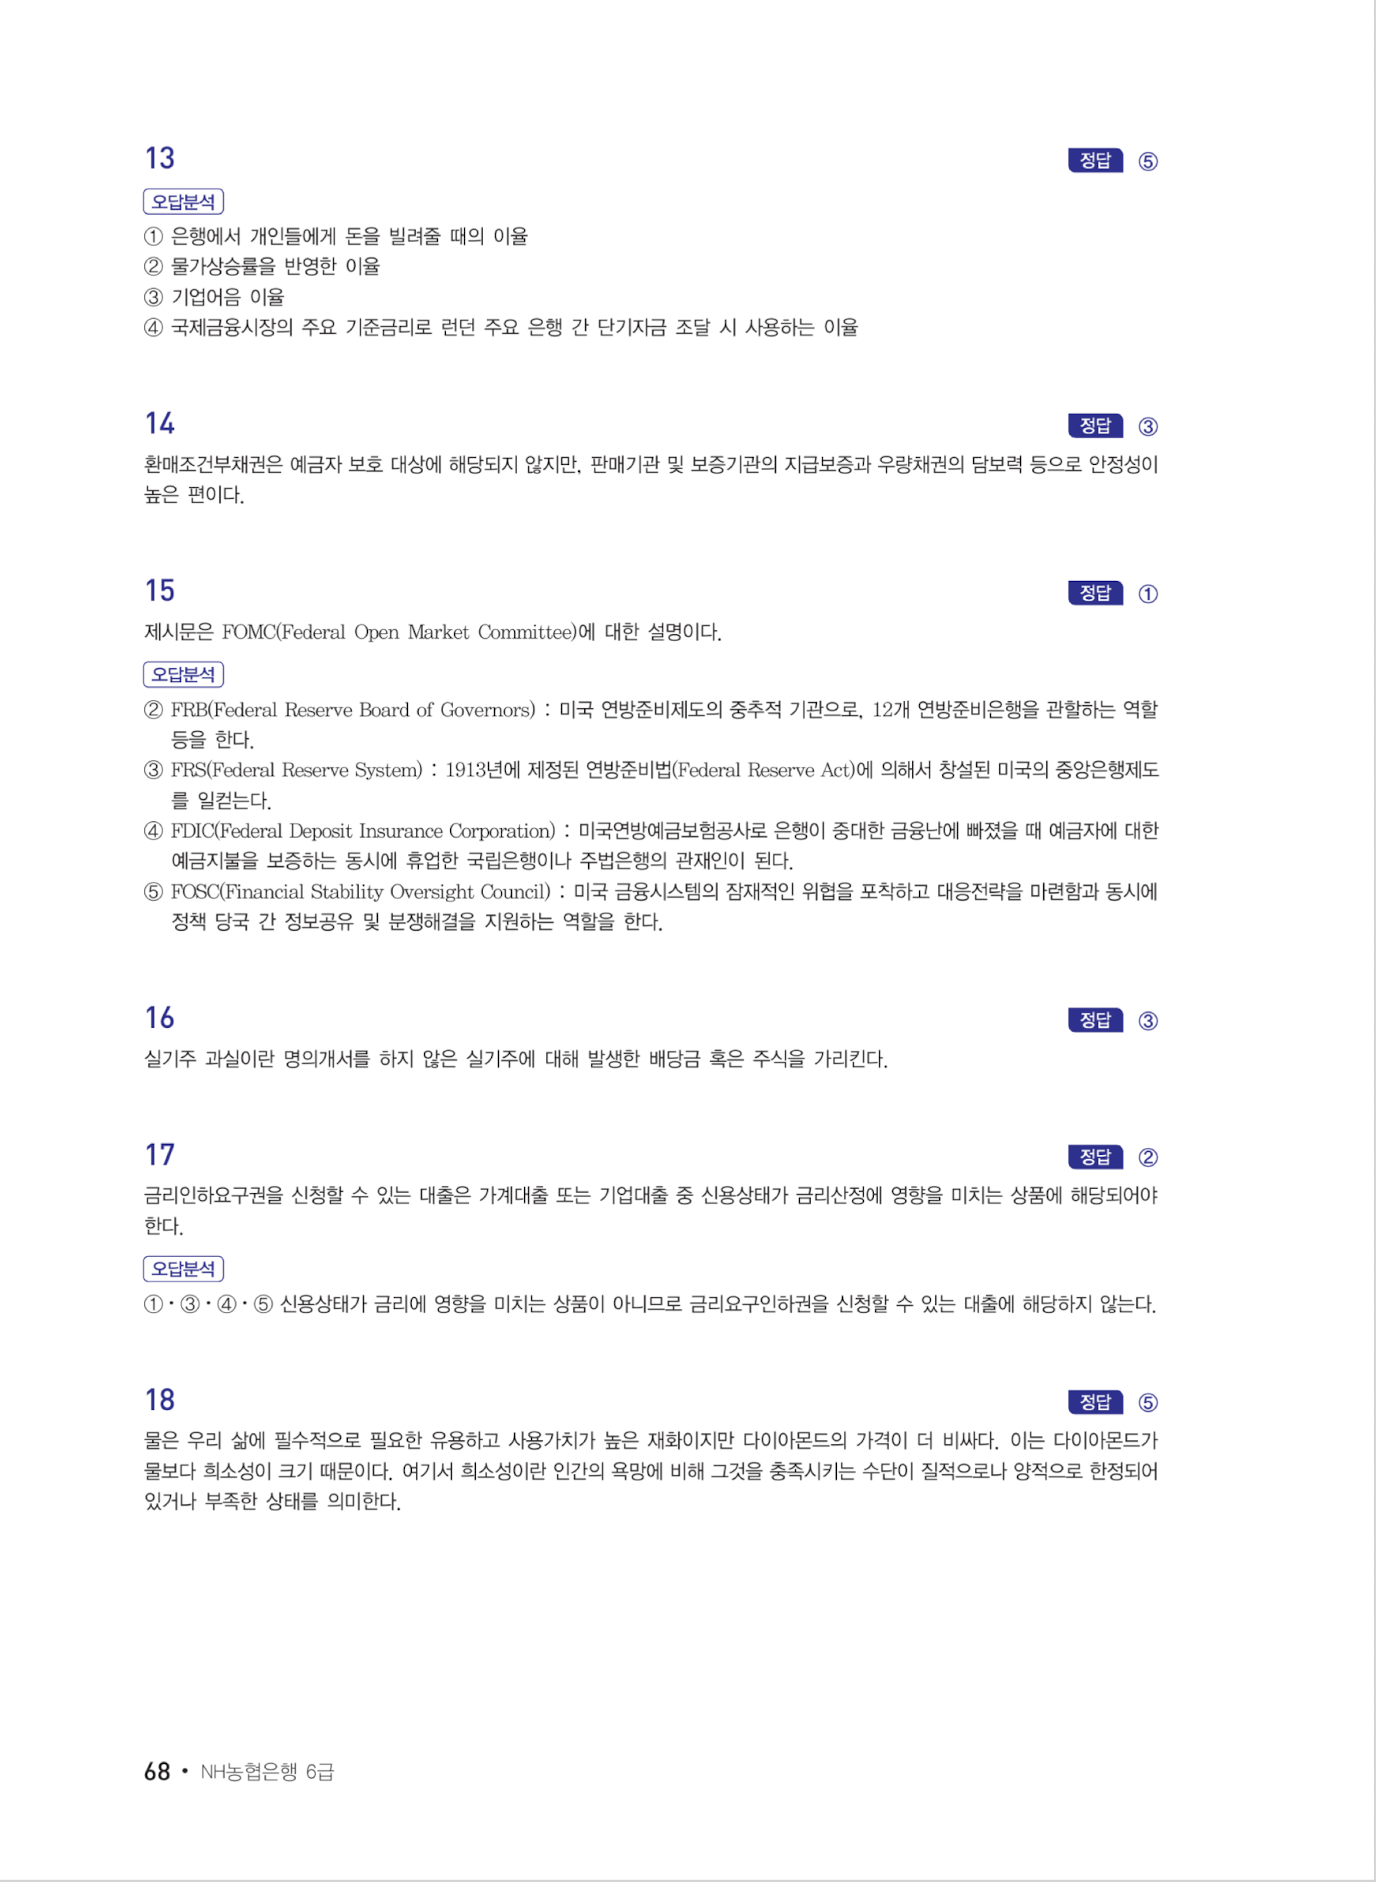 13 정답 ⑤
오답분석
① 은행에서 개인들에게 돈을 빌려줄 때의 이율
② 물가상승률을 반영한 이율
③ 기업어음 이율
④ 국제금융시장의 주요 기준금리로 런던 주요 은행 간 단기자금 조달 시 사용하는 이율
14 정답 ③
환매조건부채권은 예금자 보호 대상에 해당되지 않지만, 판매기관 및 보증기관의 지급보증과 우량채권의 담보력 등으로 안정성이
높은 편이다.
15 정답 ①
제시문은 FOMC(Federal Open Market Committee)에 대한 설명이다.
오답분석
② FRB(Federal Reserve Board of Governors) : 미국 연방준비제도의 중추적 기관으로, 12개 연방준비은행을 관할하는 역할
등을 한다.
③ FRS(Federal Reserve System) : 1913년에 제정된 연방준비법(Federal Reserve Act)에 의해서 창설된 미국의 중앙은행제도
를 일컫는다.
④ FDIC(Federal Deposit Insurance Corporation) : 미국연방예금보험공사로 은행이 중대한 금융난에 빠졌을 때 예금자에 대한
예금지불을 보증하는 동시에 휴업한 국립은행이나 주법은행의 관재인이 된다.
⑤ FOSC(Financial Stability Oversight Council) : 미국 금융시스템의 잠재적인 위협을 포착하고 대응전략을 마련함과 동시에
정책 당국 간 정보공유 및 분쟁해결을 지원하는 역할을 한다.
16 정답 ③
실기주 과실이란 명의개서를 하지 않은 실기주에 대해 발생한 배당금 혹은 주식을 가리킨다.
17 정답 ②
금리인하요구권을 신청할 수 있는 대출은 가계대출 또는 기업대출 중 신용상태가 금리산정에 영향을 미치는 상품에 해당되어야
한다.
오답분석
①·③·④·⑤ 신용상태가 금리에 영향을 미치는 상품이 아니므로 금리요구인하권을 신청할 수 있는 대출에 해당하지 않는다.
18 정답 ⑤
물은 우리 삶에 필수적으로 필요한 유용하고 사용가치가 높은 재화이지만 다이아몬드의 가격이 더 비싸다. 이는 다이아몬드가
물보다 희소성이 크기 때문이다. 여기서 희소성이란 인간의 욕망에 비해 그것을 충족시키는 수단이 질적으로나 양적으로 한정되어
있거나 부족한 상태를 의미한다.
68 • NH농협은행 6급